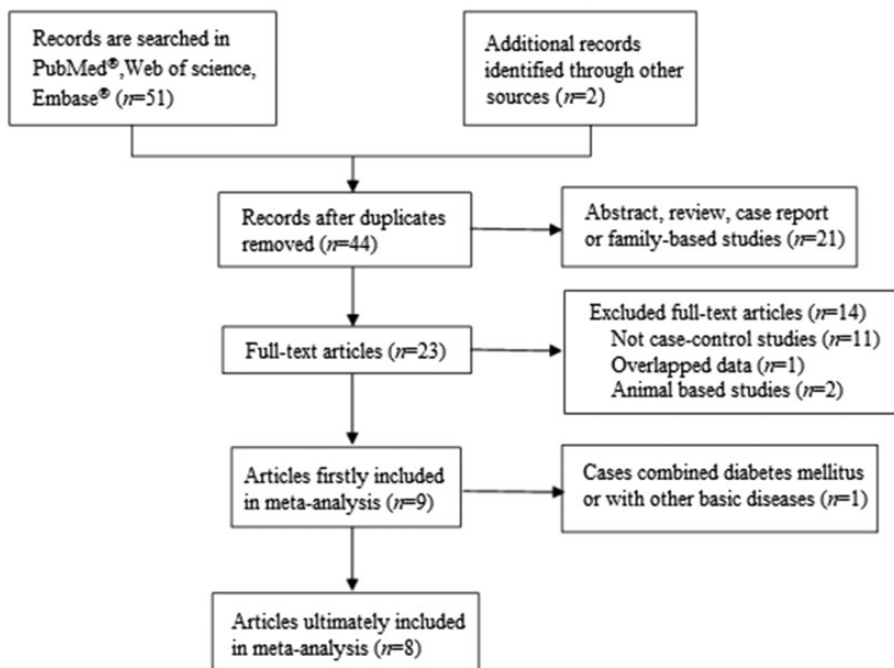 Records are searched in
PubMed®,Web of science,
Embase® (n=51)
Additional records
identified through other
sources (n=2)
Records after duplicates
removed (n=44)
Abstract, review, case report
or family-based studies (n=21)
Full-text articles (n=23)
Excluded full-text articles (n=14)
Not case-control studies (n=11)
Overlapped data (n=1)
Animal based studies (n=2)
Articles firstly included
in meta-analysis (n=9)
Cases combined diabetes mellitus
or with other basic diseases (n=1)
Articles ultimately included
in meta-analysis (n=8)